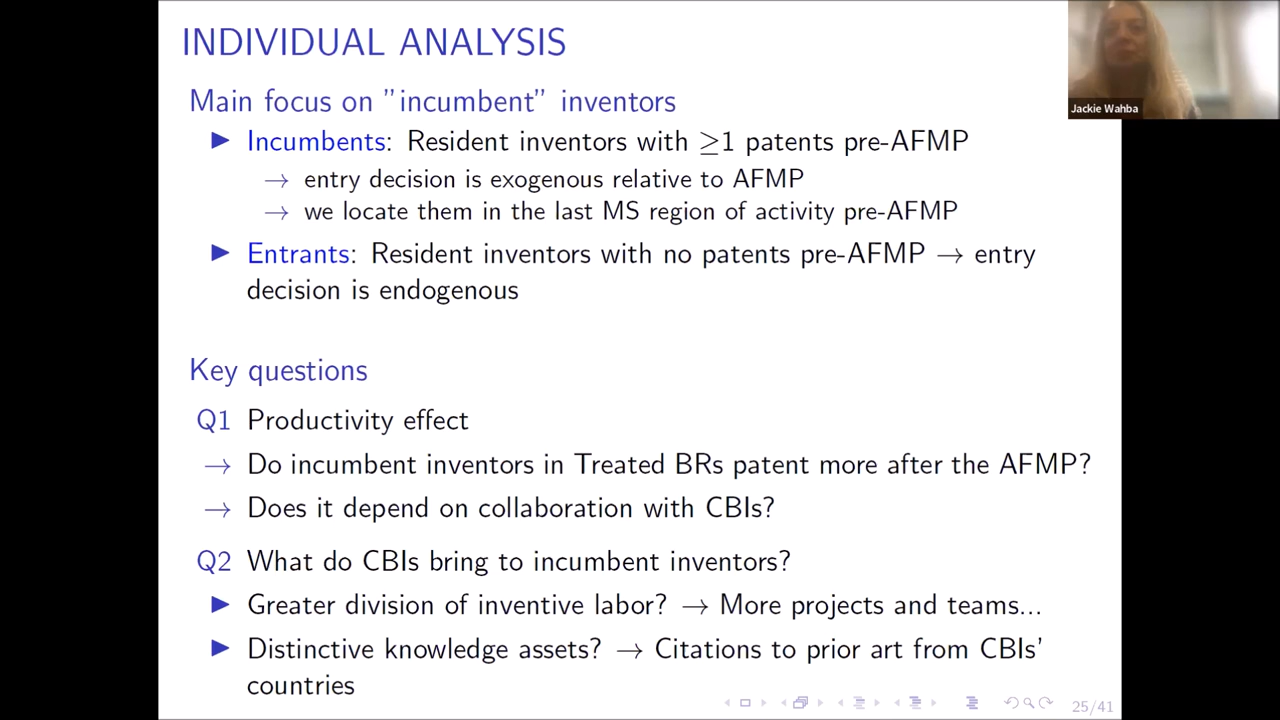 INDIVIDUAL ANALYSIS
Jackie Wahba
Main focus on "incumbent" inventors
▶ Incumbents: Resident inventors with ≥1 patents pre-AFMP
→ entry decision is exogenous relative to AFMP
→ we locate them in the last MS region of activity pre-AFMP
▶ Entrants: Resident inventors with no patents pre-AFMP → entry
decision is endogenous
Key questions
Q1 Productivity effect
→ Do incumbent inventors in Treated BRs patent more after the AFMP?
→ Does it depend on collaboration with CBIs?
Q2 What do CBIs bring to incumbent inventors?
▶ Greater division of inventive labor? → More projects and teams...
▶ Distinctive knowledge assets? → Citations to prior art from CBIs'
countries
25/41